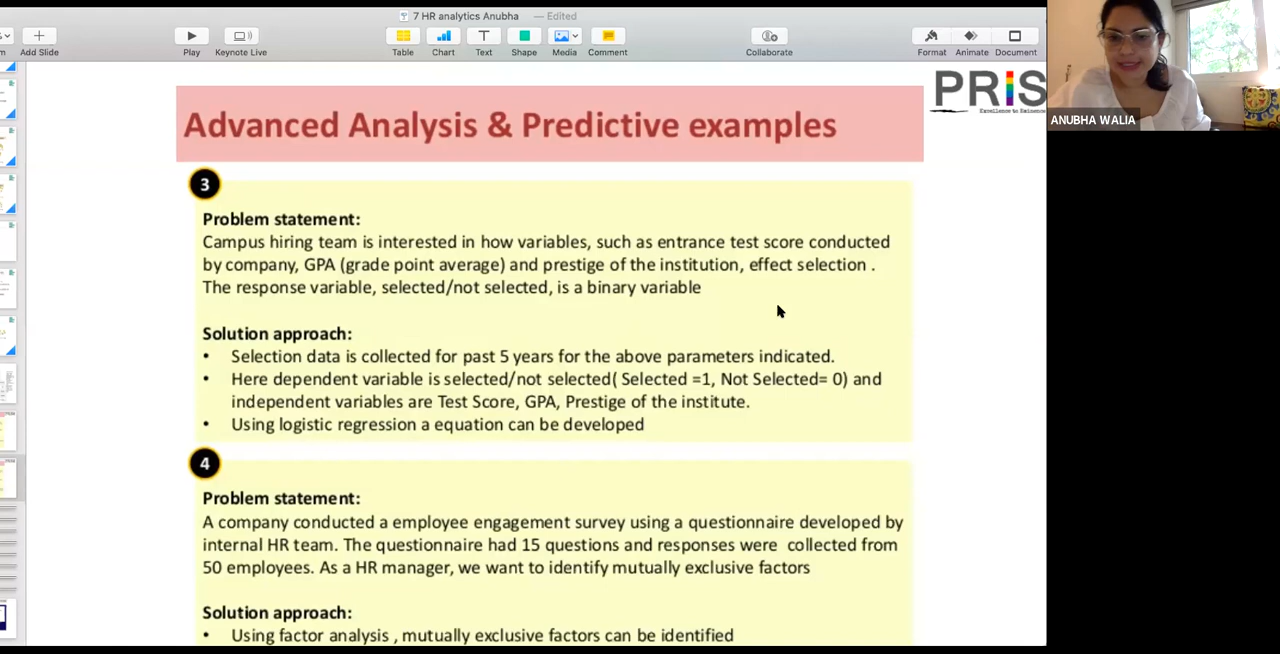 7 HR analytics Anubha — Edited
Add Slide
Play
Keynote Live
Table
Chart
Text
Shape
Media
Comment
Collaborate
Format
Animate
Document
PRIS
Excellence to Eminence
ANUBHA WALIA
Advanced Analysis & Predictive examples
3
Problem statement:
Campus hiring team is interested in how variables, such as entrance test score conducted
by company, GPA (grade point average) and prestige of the institution, effect selection .
The response variable, selected/not selected, is a binary variable
Solution approach:
• Selection data is collected for past 5 years for the above parameters indicated.
• Here dependent variable is selected/not selected( Selected =1, Not Selected= 0) and
independent variables are Test Score, GPA, Prestige of the institute.
• Using logistic regression a equation can be developed
4
Problem statement:
A company conducted a employee engagement survey using a questionnaire developed by
internal HR team. The questionnaire had 15 questions and responses were collected from
50 employees. As a HR manager, we want to identify mutually exclusive factors
Solution approach:
• Using factor analysis , mutually exclusive factors can be identified